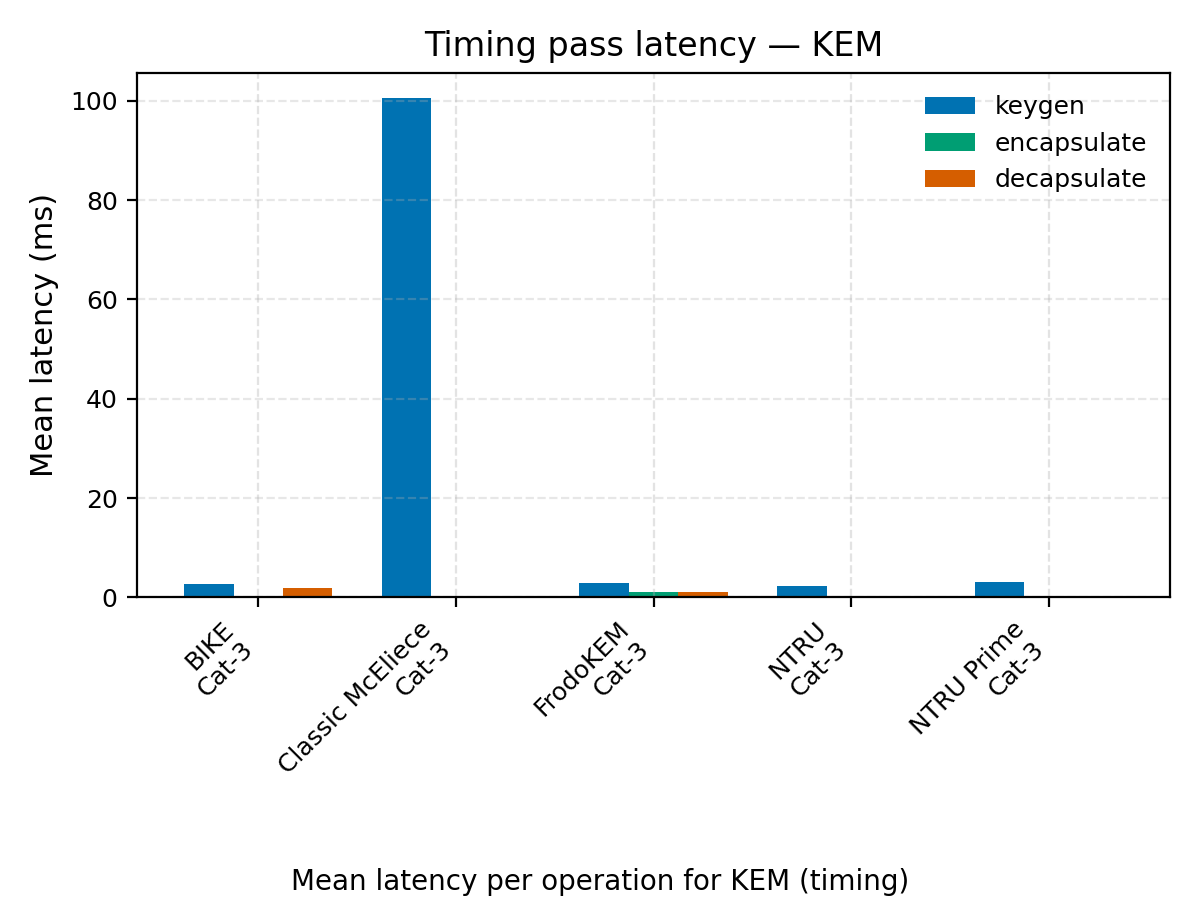 Timing pass latency — KEM
Mean latency (ms)
100
80
60
40
20
0
keygen
encapsulate
decapsulate
BIKE
Cat-3
Classic McEliece
Cat-3
FrodoKEM
Cat-3
NTRU
Cat-3
NTRU Prime
Cat-3
Mean latency per operation for KEM (timing)